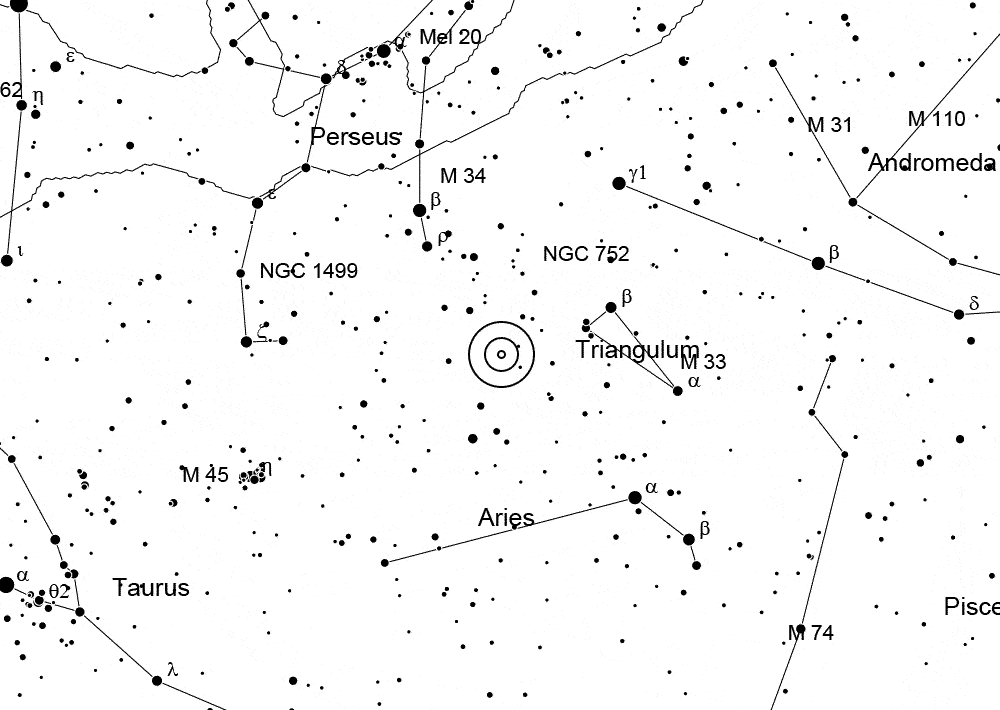 α
Mel 20
ε
δ
62
η
M 31
M 110
Perseus
Andromeda
M 34
γ1
ε
β
ρ
ι
NGC 752
β
NGC 1499
β
δ
ζ
Triangulum
M 33
α
η
M 45
α
Aries
β
α
θ2
Taurus
Pisce
M 74
λ